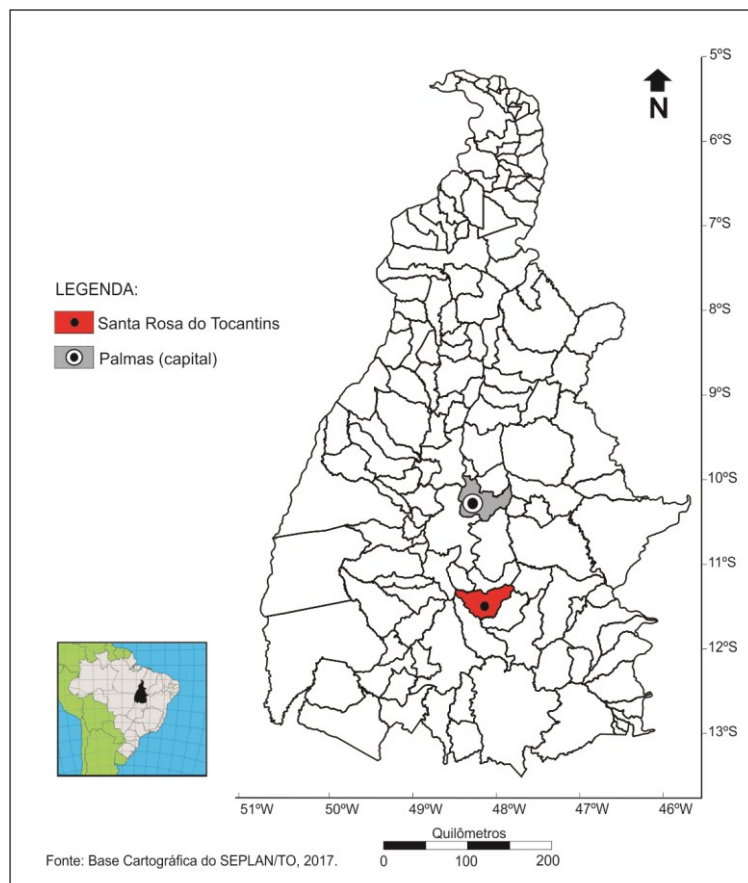 N
5ºS
6ºS
7ºS
8ºS
9ºS
10ºS
11ºS
12ºS
13ºS
LEGENDA:
Santa Rosa do Tocantins
Palmas (capital)
51ºW 50ºW 49ºW 48ºW 47ºW 46ºW
Quilômetros
0 100 200
Fonte: Base Cartográfica do SEPLAN/TO, 2017.